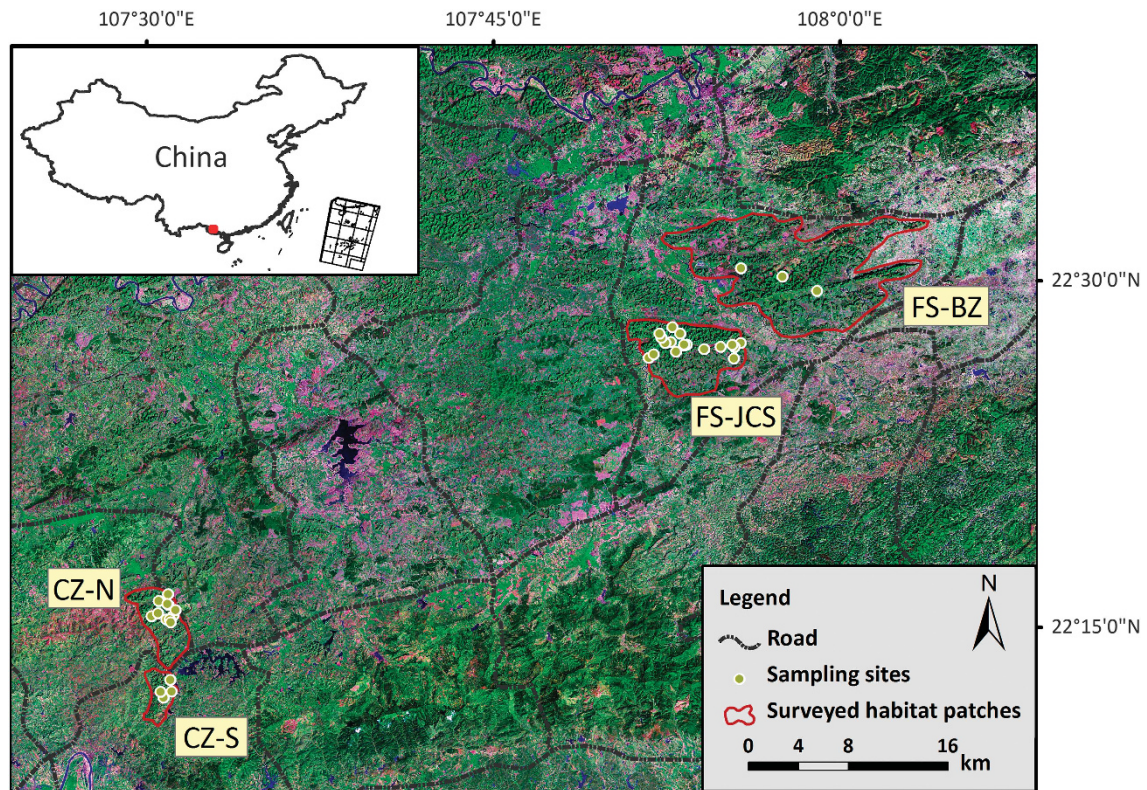 107°30'0"E
107°45'0"E
108°0'0"E
China
22°30'0"N
FS-BZ
FS-JCS
CZ-N
22°15'0"N
CZ-S
N
Legend
Road
Sampling sites
Surveyed habitat patches
0 4 8 16
km